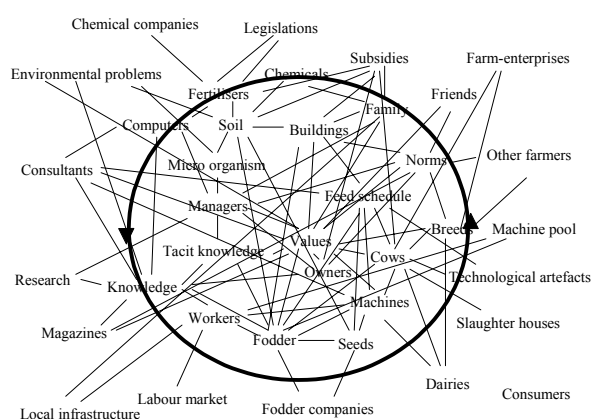 Chemical companies
Legislations
Subsidies
Farm-enterprises
Environmental problems
Chemicals
Fertilisers
Friends
Family
Computers
Soil
Buildings
Norms
Other farmers
Consultants
Micro organism
Feed schedule
Managers
Breeds
Machine pool
Values
Tacit knowledge
Cows
Owners
Technological artefacts
Research
Knowledge
Machines
Workers
Slaughter houses
Magazines
Fodder
Seeds
Dairies
Consumers
Labour market
Fodder companies
Local infrastructure